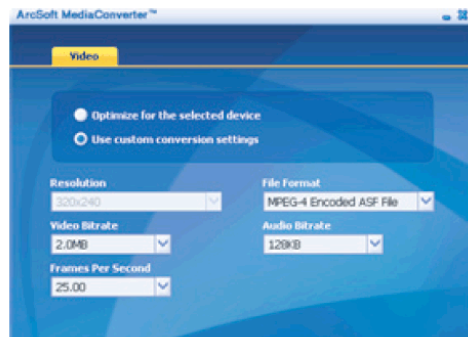 ArcSoft MediaConverter™
Video
Optimize for the selected device
Use custom conversion settings
Resolution
File Format
320x240
MPEG-4 Encoded ASF File
Video Bitrate
Audio Bitrate
2.0MB
128KB
Frames Per Second
25.00